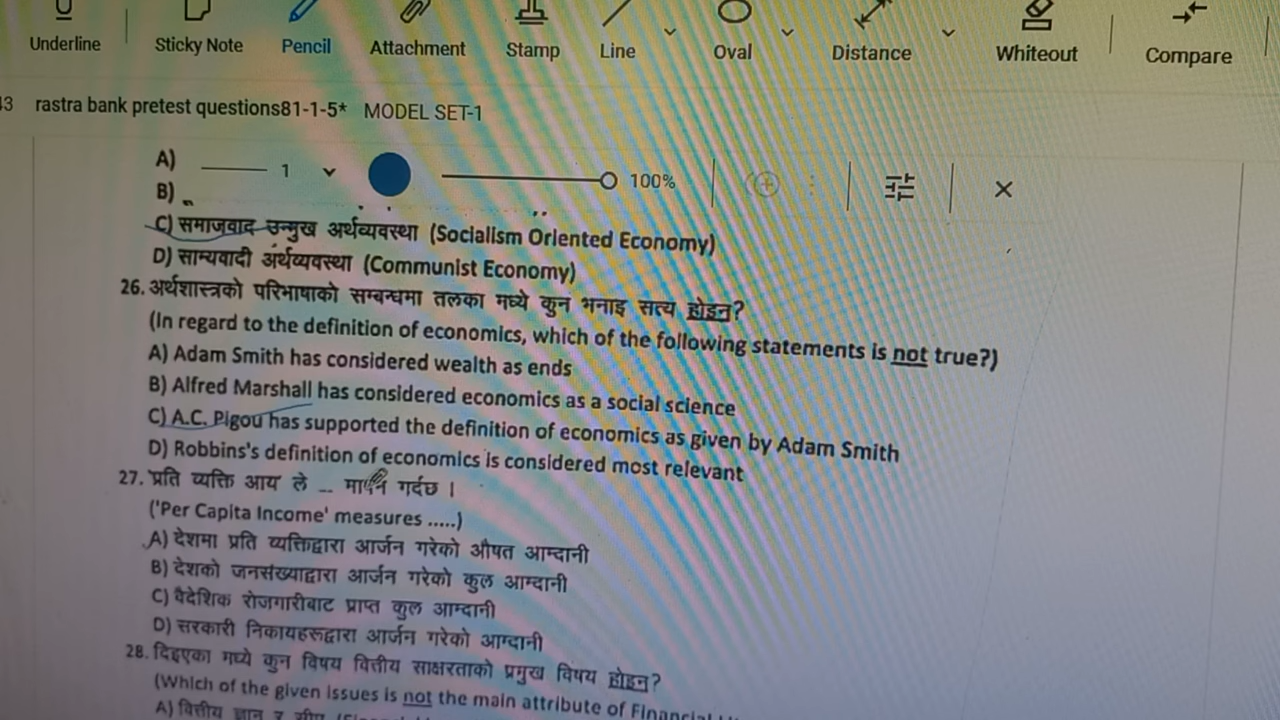 Underline
Sticky Note
Pencil
Attachment
Stamp
Line
Oval
Distance
Whiteout
Compare
rastra bank pretest questions81-1-5* MODEL SET-1
A)
1
100%
B)
C) समाजवाद उन्मुख अर्थव्यवस्था (Socialism Oriented Economy)
D) साम्यवादी अर्थव्यवस्था (Communist Economy)
26. अर्थशास्त्रको परिभाषाको सम्बन्धमा तलका मध्ये कुन भनाइ सत्य होइन?
(In regard to the definition of economics, which of the following statements is not true?)
A) Adam Smith has considered wealth as ends
B) Alfred Marshall has considered economics as a social science
C) A.C. Pigou has supported the definition of economics as given by Adam Smith
D) Robbins's definition of economics is considered most relevant
27. 'प्रति व्यक्ति आय' ले ... मापन गर्दछ ।
('Per Capita Income' measures .....)
A) देशमा प्रति व्यक्तिद्वारा आर्जन गरेको औषत आम्दानी
B) देशको जनसंख्याद्वारा आर्जन गरेको कुल आम्दानी
C) वैदेशिक रोजगारीबाट प्राप्त कुल आम्दानी
D) सरकारी निकायहरूद्वारा आर्जन गरेको आम्दानी
28. दिइएका मध्ये कुन विषय वित्तीय साक्षरताको प्रमुख विषय होइन?
(Which of the given issues is not the main attribute of Financial
A) वित्तीय ज्ञान र